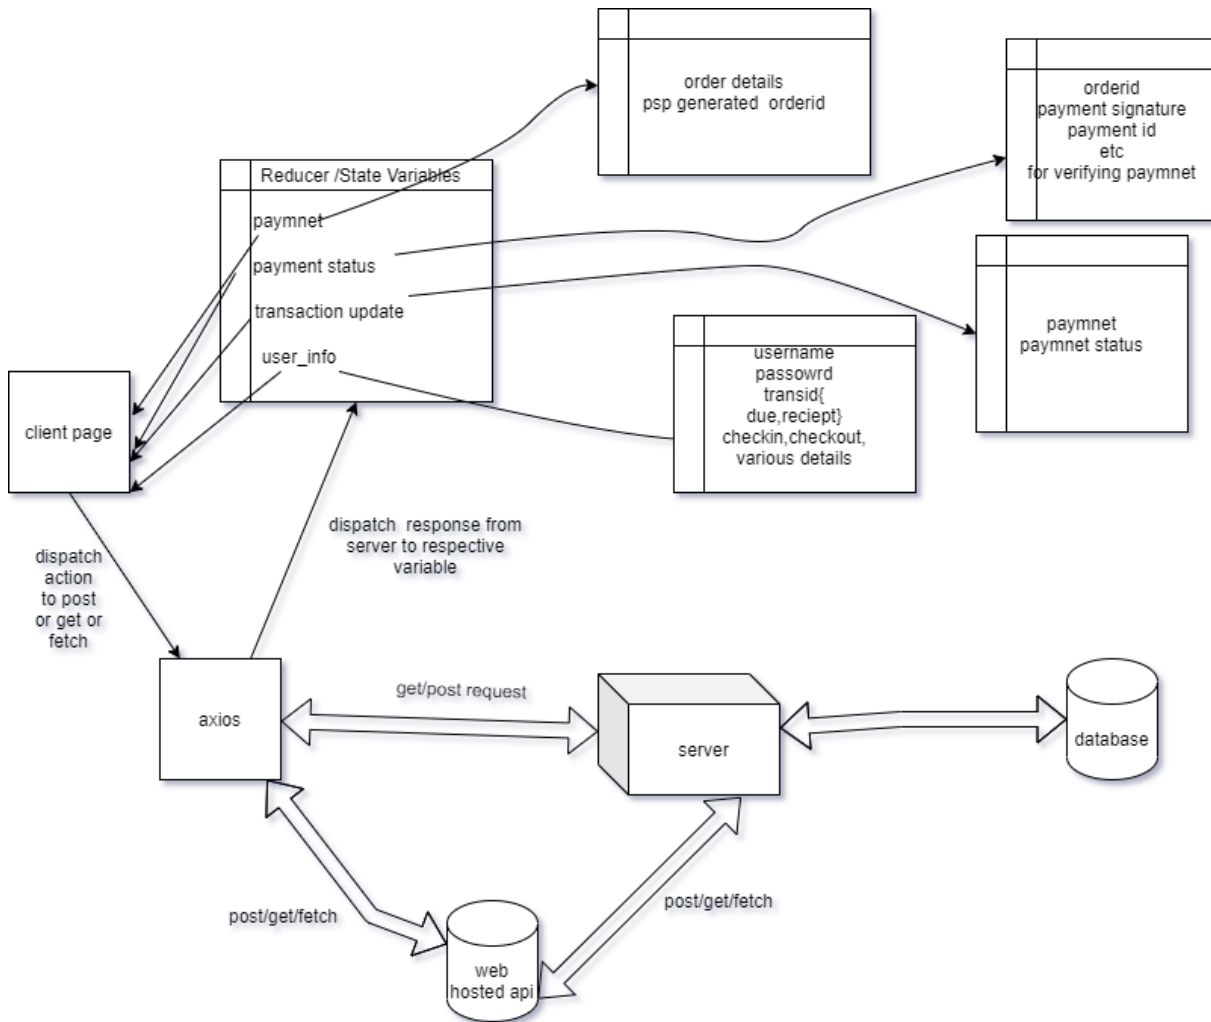 order details
psp generated  orderid
orderid
payment signature
payment id
etc
for verifying paymnet
Reducer /State Variables
paymnet
payment status
transaction update
user_info
paymnet
paymnet status
username
passowrd
transid{
due,reciept}
checkin,checkout,
various details
client page
dispatch
action
to post
or get or
fetch
dispatch  response from
server to respective
variable
get/post request
axios
server
database
post/get/fetch
post/get/fetch
web
hosted api